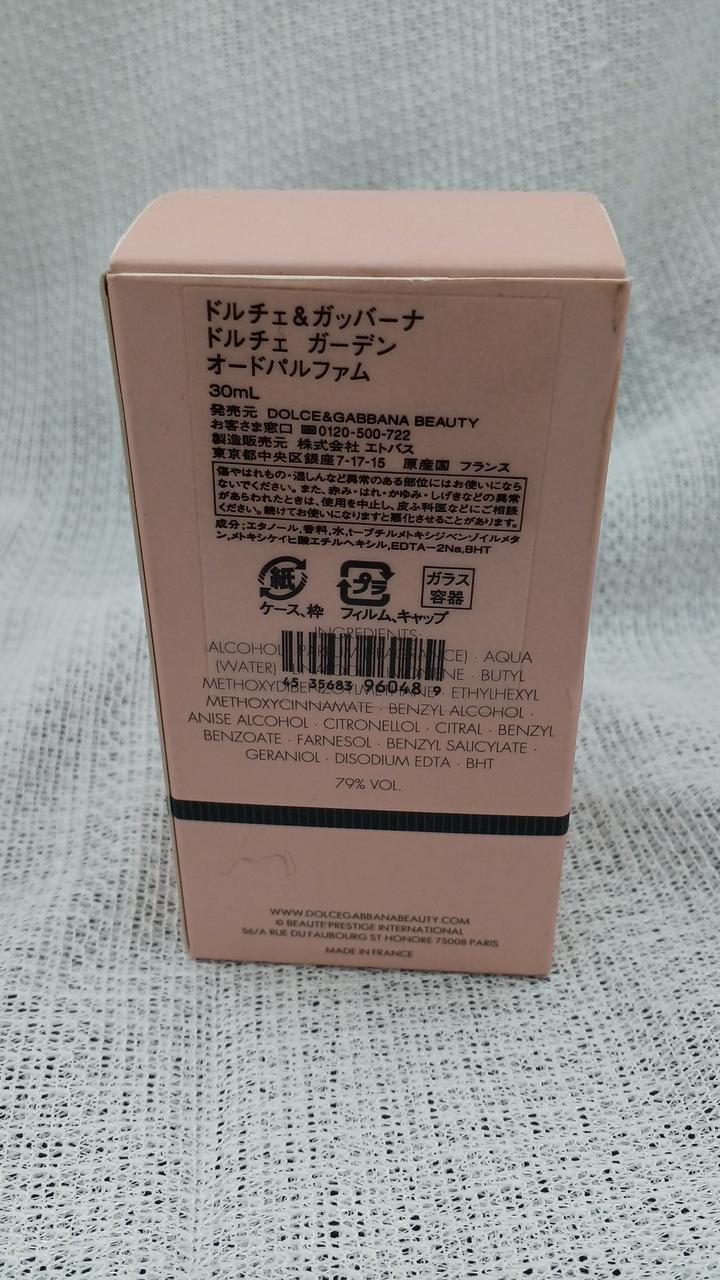 ドルチェ&ガッバーナ
ドルチェ ガーデン
オードパルファム
30mL
発売元 DOLCE&GABBANA BEAUTY
お客さま窓口 0120-500-722
製造販売元 株式会社 エトバス
東京都中央区銀座7-17-15 原産国 フランス
傷やはれもの・湿しんなど異常のある部位にはお使いになら
ないでください。また、赤み・はれ・かゆみ・しげきなどの異常
があらわれたときは、使用を中止し、皮ふ科医などにご相談
ください。続けてお使いになりますと悪化させることがあります。
成分;エタノール,香料,水,t-ブチルメトキシジベンゾイルメタ
ン,メトキシケイヒ酸エチルヘキシル,EDTA-2Na,BHT
紙 プラ ガラス
容器
ケース、枠 フィルム、キャップ
INGREDIENTS:
ALCOHOL · AQUA
(WATER) · BUTYL
METHOXYDIBENZOYLMETHANE · ETHYLHEXYL
45 35683 96048 9
METHOXYCINNAMATE · BENZYL ALCOHOL ·
ANISE ALCOHOL · CITRONELLOL · CITRAL · BENZYL
BENZOATE · FARNESOL · BENZYL SALICYLATE ·
GERANIOL · DISODIUM EDTA · BHT
79% VOL.
WWW.DOLCEGABBANABEAUTY.COM
© BEAUTE PRESTIGE INTERNATIONAL
56/A RUE DU FAUBOURG ST HONORE 75008 PARIS
MADE IN FRANCE